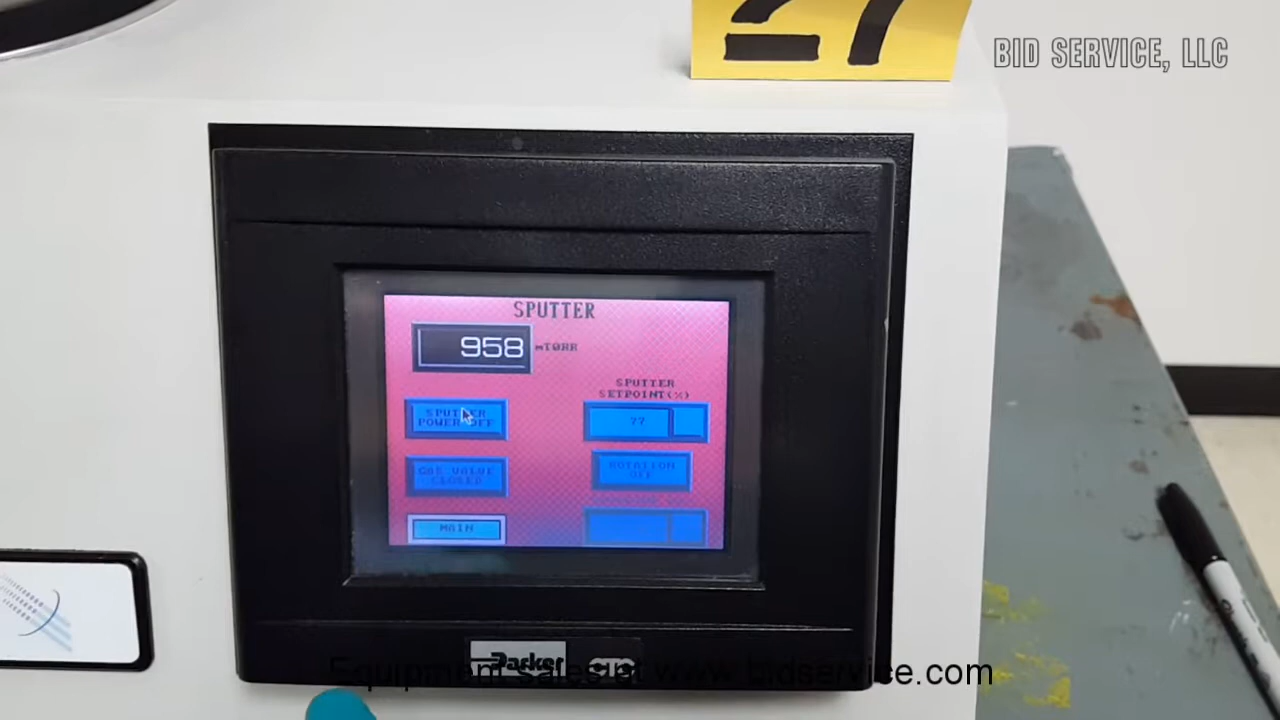 27
BID SERVICE, LLC
SPUTTER
958 mTORR
SPUTTER
SETPOINT(%)
SPUTTER
POWER OFF
77
GAS VALVE
CLOSED
ROTATION
OFF
MAIN
Parker
Equipment Sales at www.bidservice.com